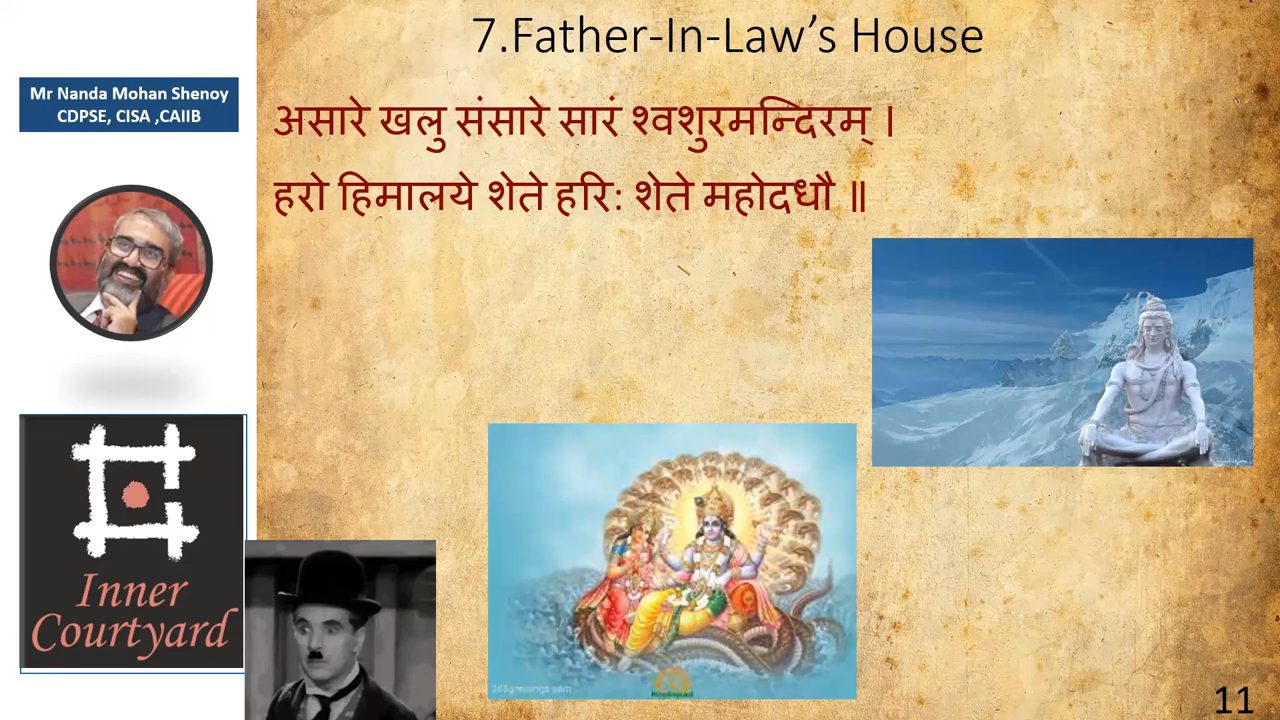 7.Father-In-Law’s House
Mr Nanda Mohan Shenoy
CDPSE, CISA ,CAIIB
असारे खलु संसारे सारं श्वशुरमन्दिरम् ।
हरो हिमालये शेते हरिः शेते महोदधौ ॥
Inner
Courtyard
11